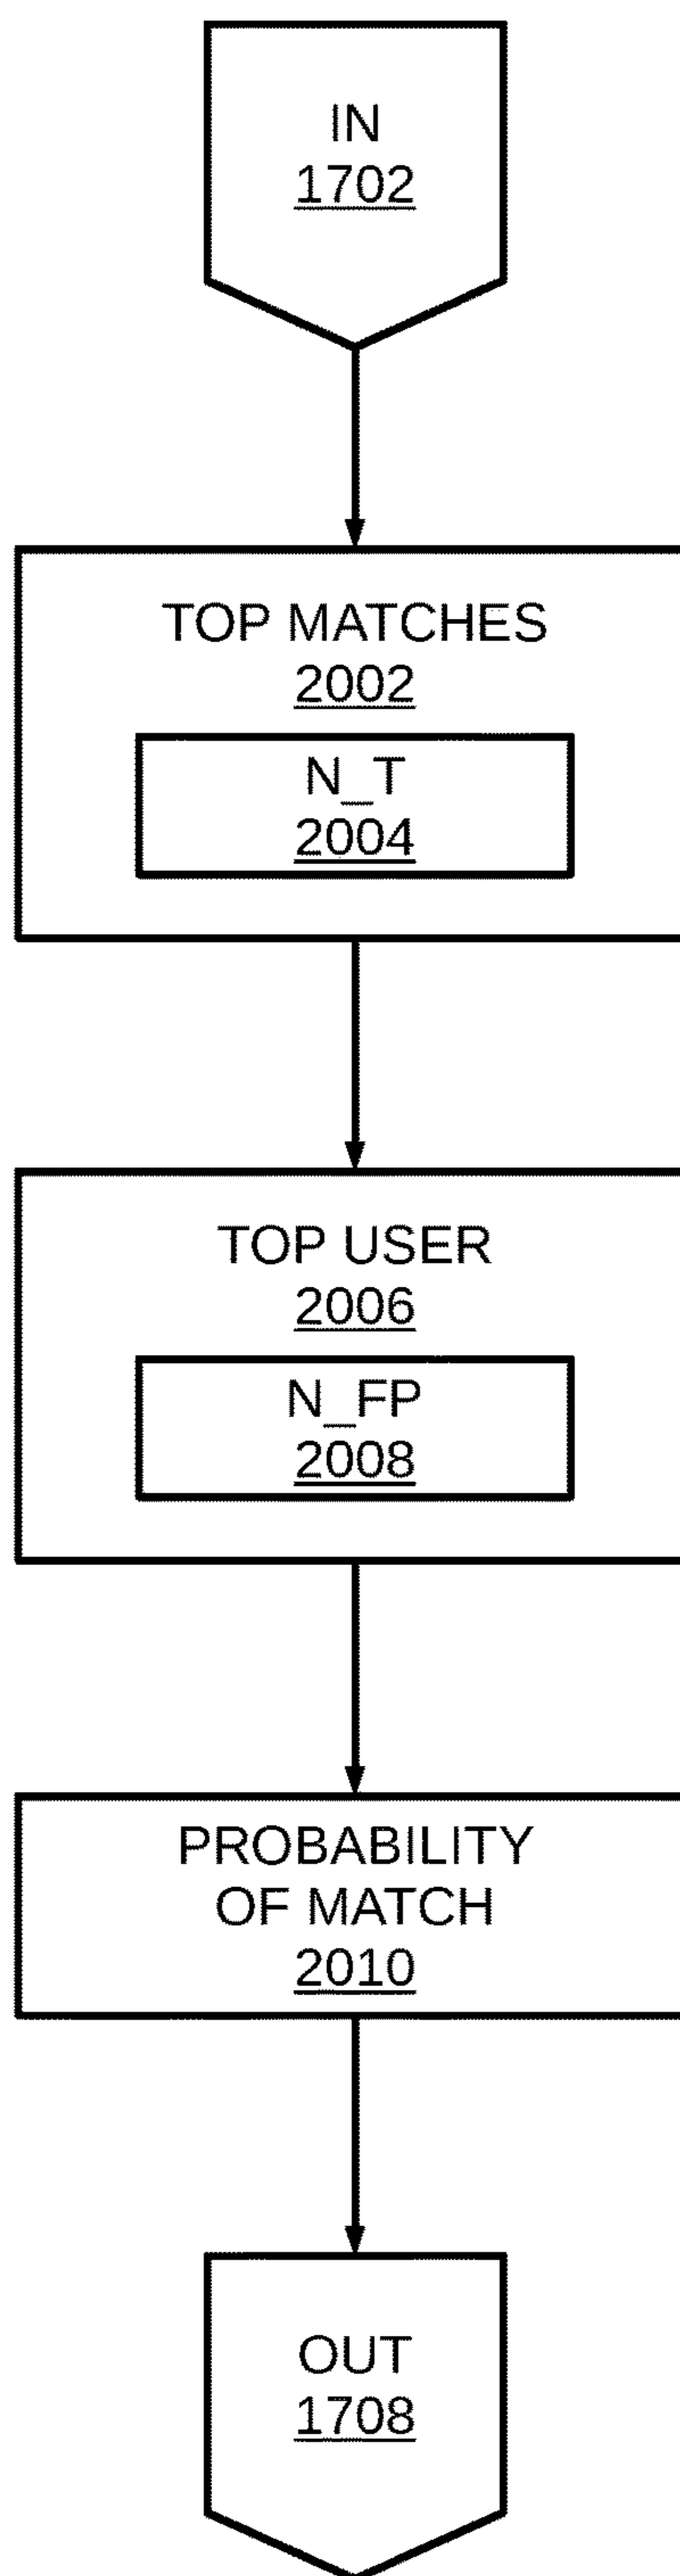 IN
1702
TOP MATCHES
2002
N_T
2004
TOP USER
2006
N_FP
2008
PROBABILITY
OF MATCH
2010
OUT
1708